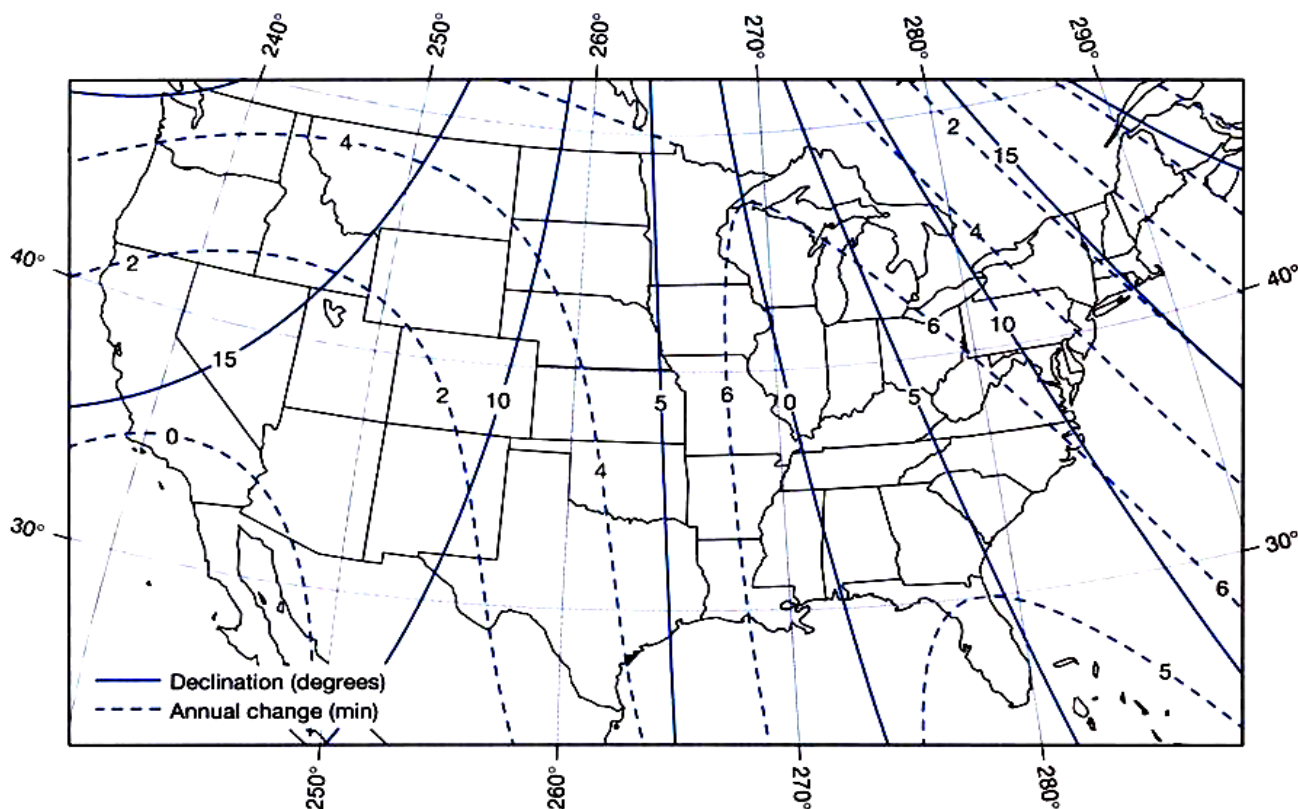 240° 250° 260° 270° 280° 290°
4 2 15
40° 2 4 40°
15 6 10
2 10 5 6 0 5
0 4
30° 30°
6
5
Declination (degrees)
Annual change (min)
250° 260° 270° 280°